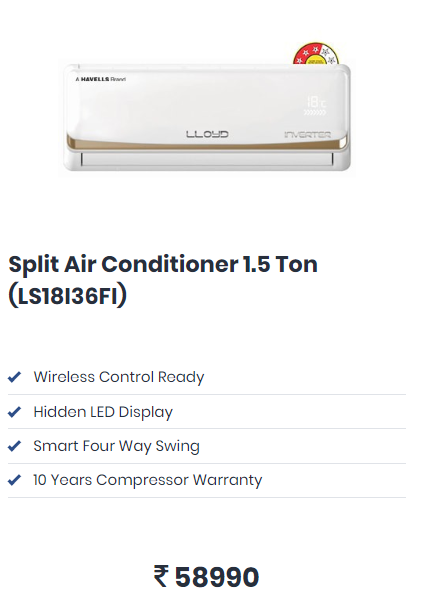 A HAVELLS Brand
18°c
LLOYD
INVERTER
Split Air Conditioner 1.5 Ton
(LS18I36FI)
Wireless Control Ready
Hidden LED Display
Smart Four Way Swing
10 Years Compressor Warranty
₹ 58990